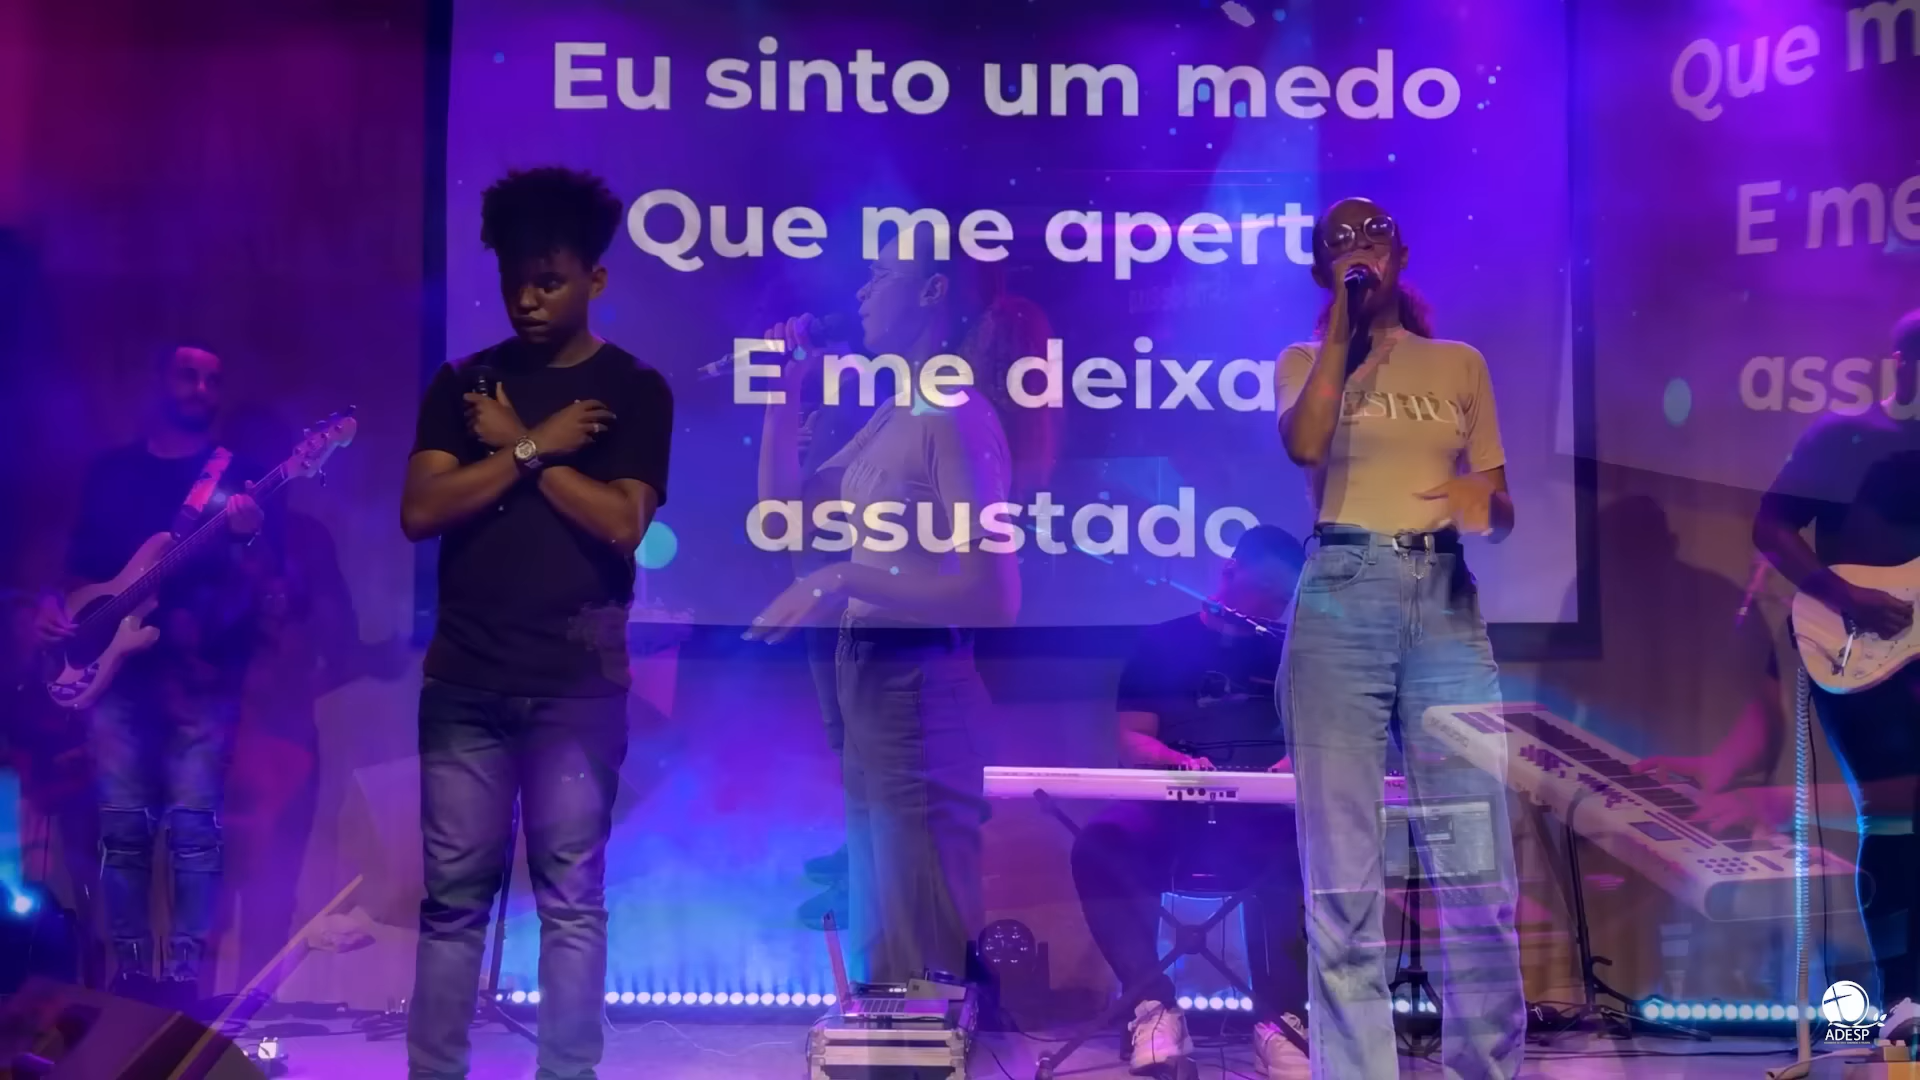 Eu sinto um medo
Que me apert
E me deixa
assustado
Que m
E me
assu
ADESP